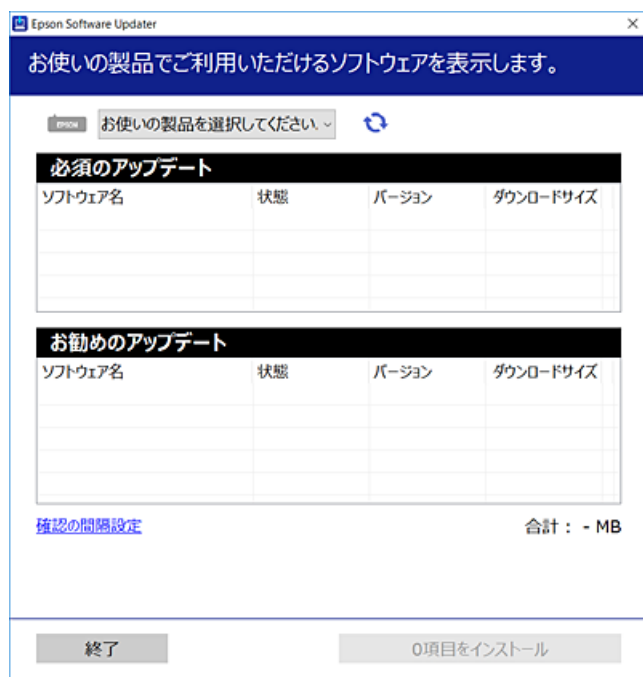 Epson Software Updater
お使いの製品でご利用いただけるソフトウェアを表示します。
EPSON お使いの製品を選択してください.
必須のアップデート
ソフトウェア名 状態 バージョン ダウンロードサイズ
お勧めのアップデート
ソフトウェア名 状態 バージョン ダウンロードサイズ
確認の間隔設定 合計： - MB
終了 0項目をインストール